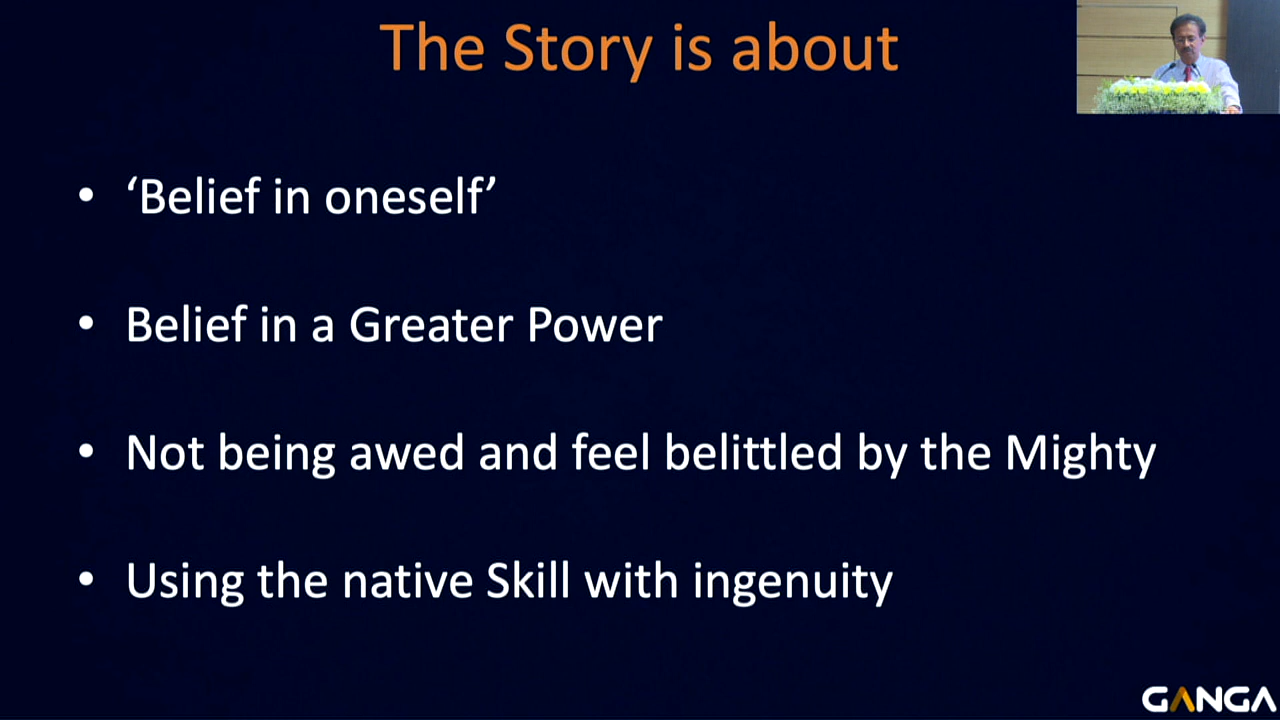 The Story is about
• ‘Belief in oneself’
• Belief in a Greater Power
• Not being awed and feel belittled by the Mighty
• Using the native Skill with ingenuity
GANGA